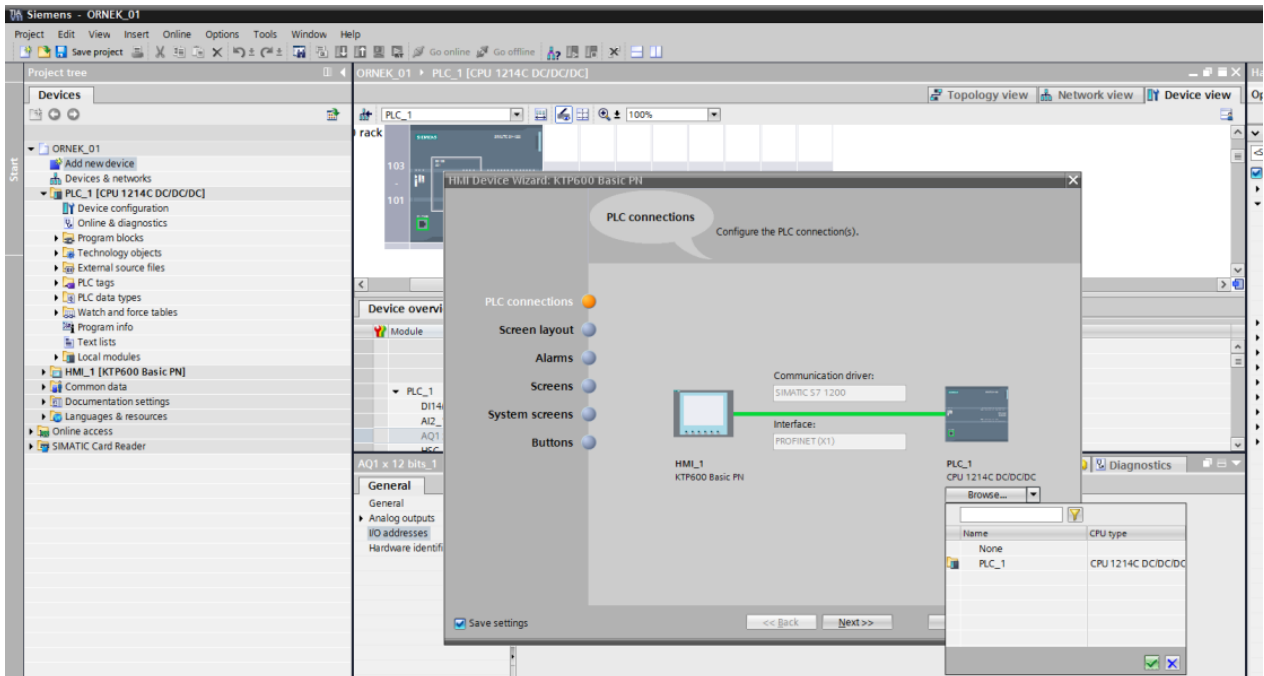 Siemens - ORNEK_01
Project Edit View Insert Online Options Tools Window Help
Save project Go online Go offline
Project tree
ORNEK_01 PLC_1 [CPU 1214C DC/DC/DC]
Devices
Topology view Network view Device view
PLC_1 100%
rack
SIEMENS
103
101
Start
ORNEK_01
Add new device
Devices & networks
PLC_1 [CPU 1214C DC/DC/DC]
Device configuration
Online & diagnostics
Program blocks
Technology objects
External source files
PLC tags
PLC data types
Watch and force tables
Program info
Text lists
Local modules
HMI_1 [KTP600 Basic PN]
Common data
Documentation settings
Languages & resources
Online access
SIMATIC Card Reader
HMI Device Wizard: KTP600 Basic PN
PLC connections
Configure the PLC connection(s).
PLC connections
Screen layout
Alarms
Screens
System screens
Buttons
Communication driver:
SIMATIC S7 1200
Interface:
PROFINET (X1)
HMI_1
KTP600 Basic PN
PLC_1
CPU 1214C DC/DC/DC
Browse...
Name CPU type
None
PLC_1 CPU 1214C DC/DC/DC
Save settings
<< Back Next >>
Device overvi
Module
PLC_1
DI14
AI2_
AQ1
HSC
AQ1 x 12 bits_1
Diagnostics
General
General
Analog outputs
I/O addresses
Hardware identifi